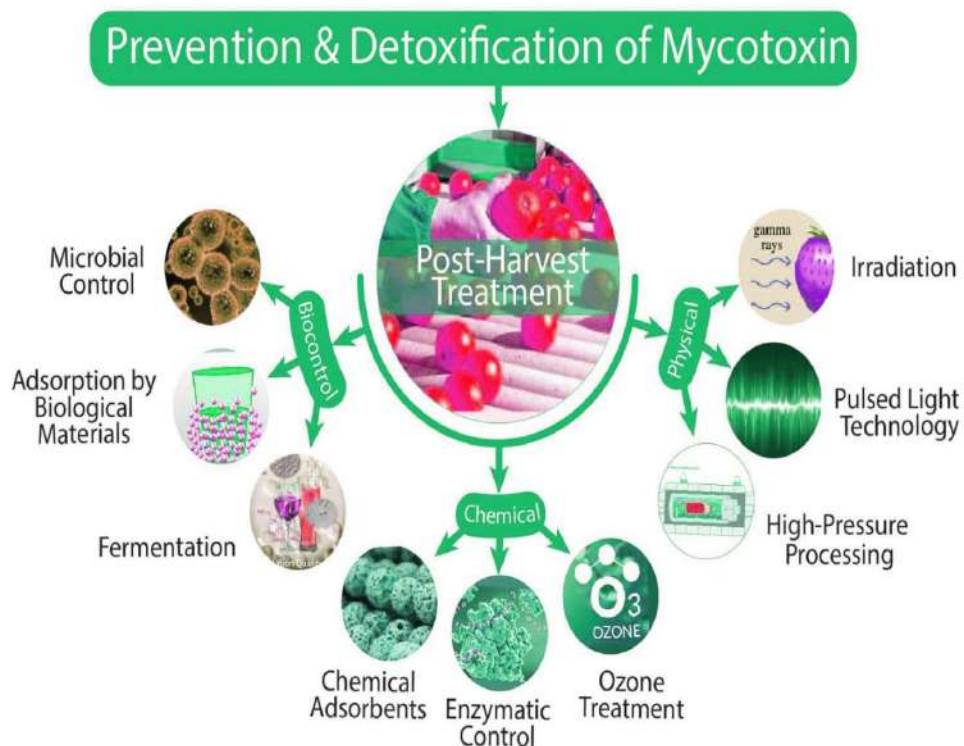 Prevention & Detoxification of Mycotoxin
Post-Harvest
Treatment
Microbial
Control
Adsorption by
Biological
Materials
Fermentation
Biocontrol
Chemical
Chemical
Adsorbents
Enzymatic
Control
O3
OZONE
Ozone
Treatment
Physical
gamma
rays
Irradiation
Pulsed Light
Technology
High-Pressure
Processing